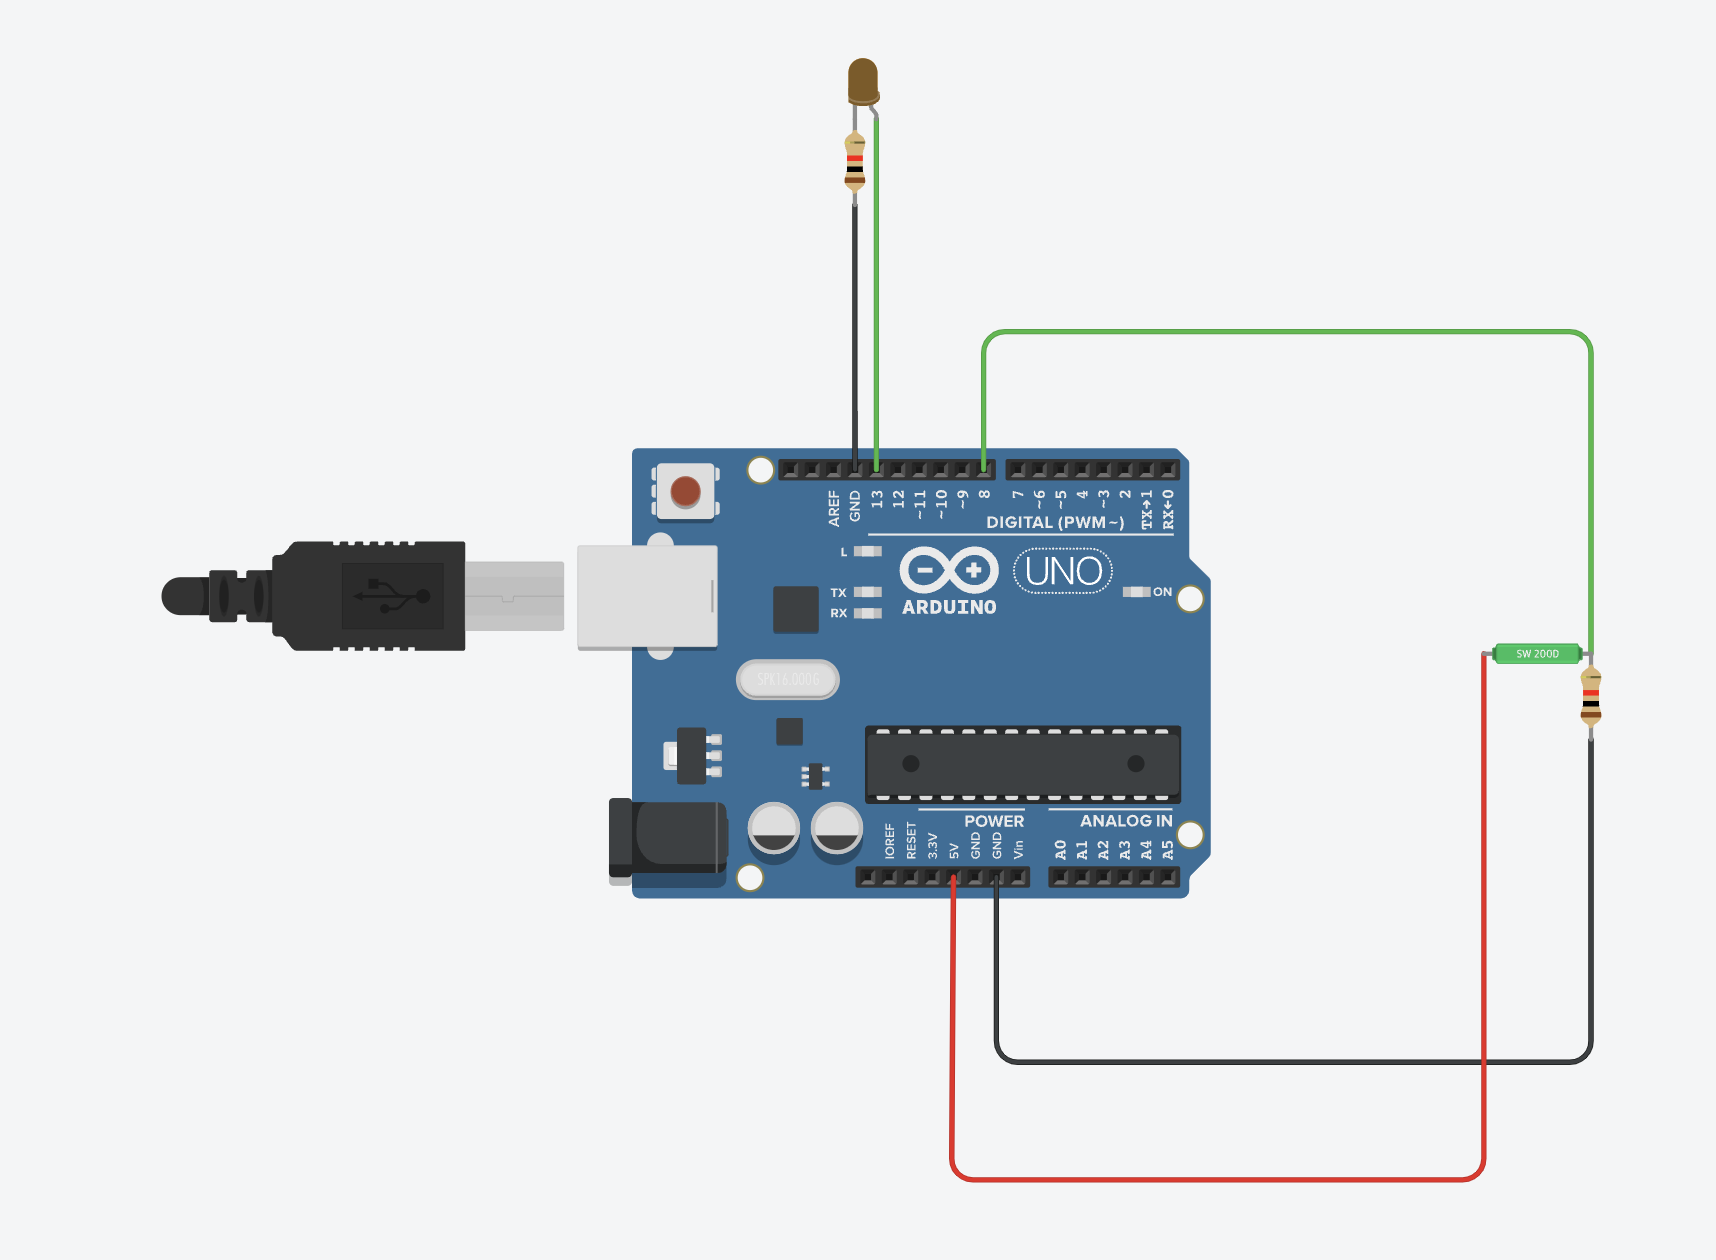 AREF
GND
13
12
~11
~10
~9
8
7
~6
~5
4
~3
2
TX→1
RX←0
DIGITAL (PWM~)
L
TX
RX
ARDUINO
UNO
ON
SPK16.000G
SW 200D
POWER
ANALOG IN
IOREF
RESET
3.3V
5V
GND
GND
Vin
A0
A1
A2
A3
A4
A5